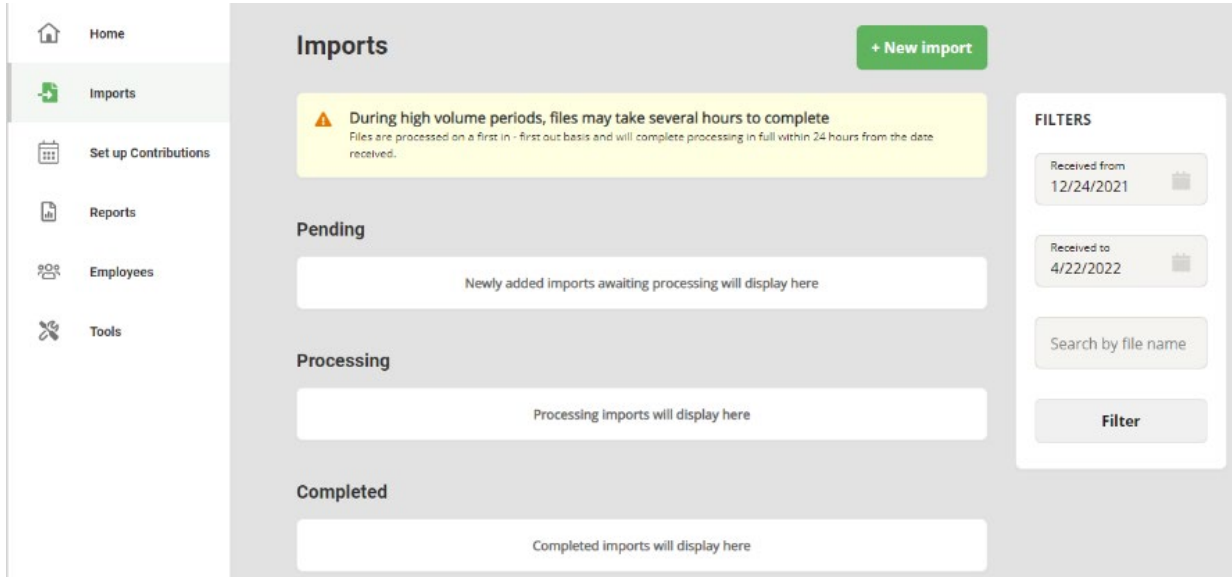 Home
Imports
Set up Contributions
Reports
Employees
Tools
Imports
+ New import
During high volume periods, files may take several hours to complete
Files are processed on a first in - first out basis and will complete processing in full within 24 hours from the date
received.
Pending
Newly added imports awaiting processing will display here
Processing
Processing imports will display here
Completed
Completed imports will display here
FILTERS
Received from
12/24/2021
Received to
4/22/2022
Search by file name
Filter